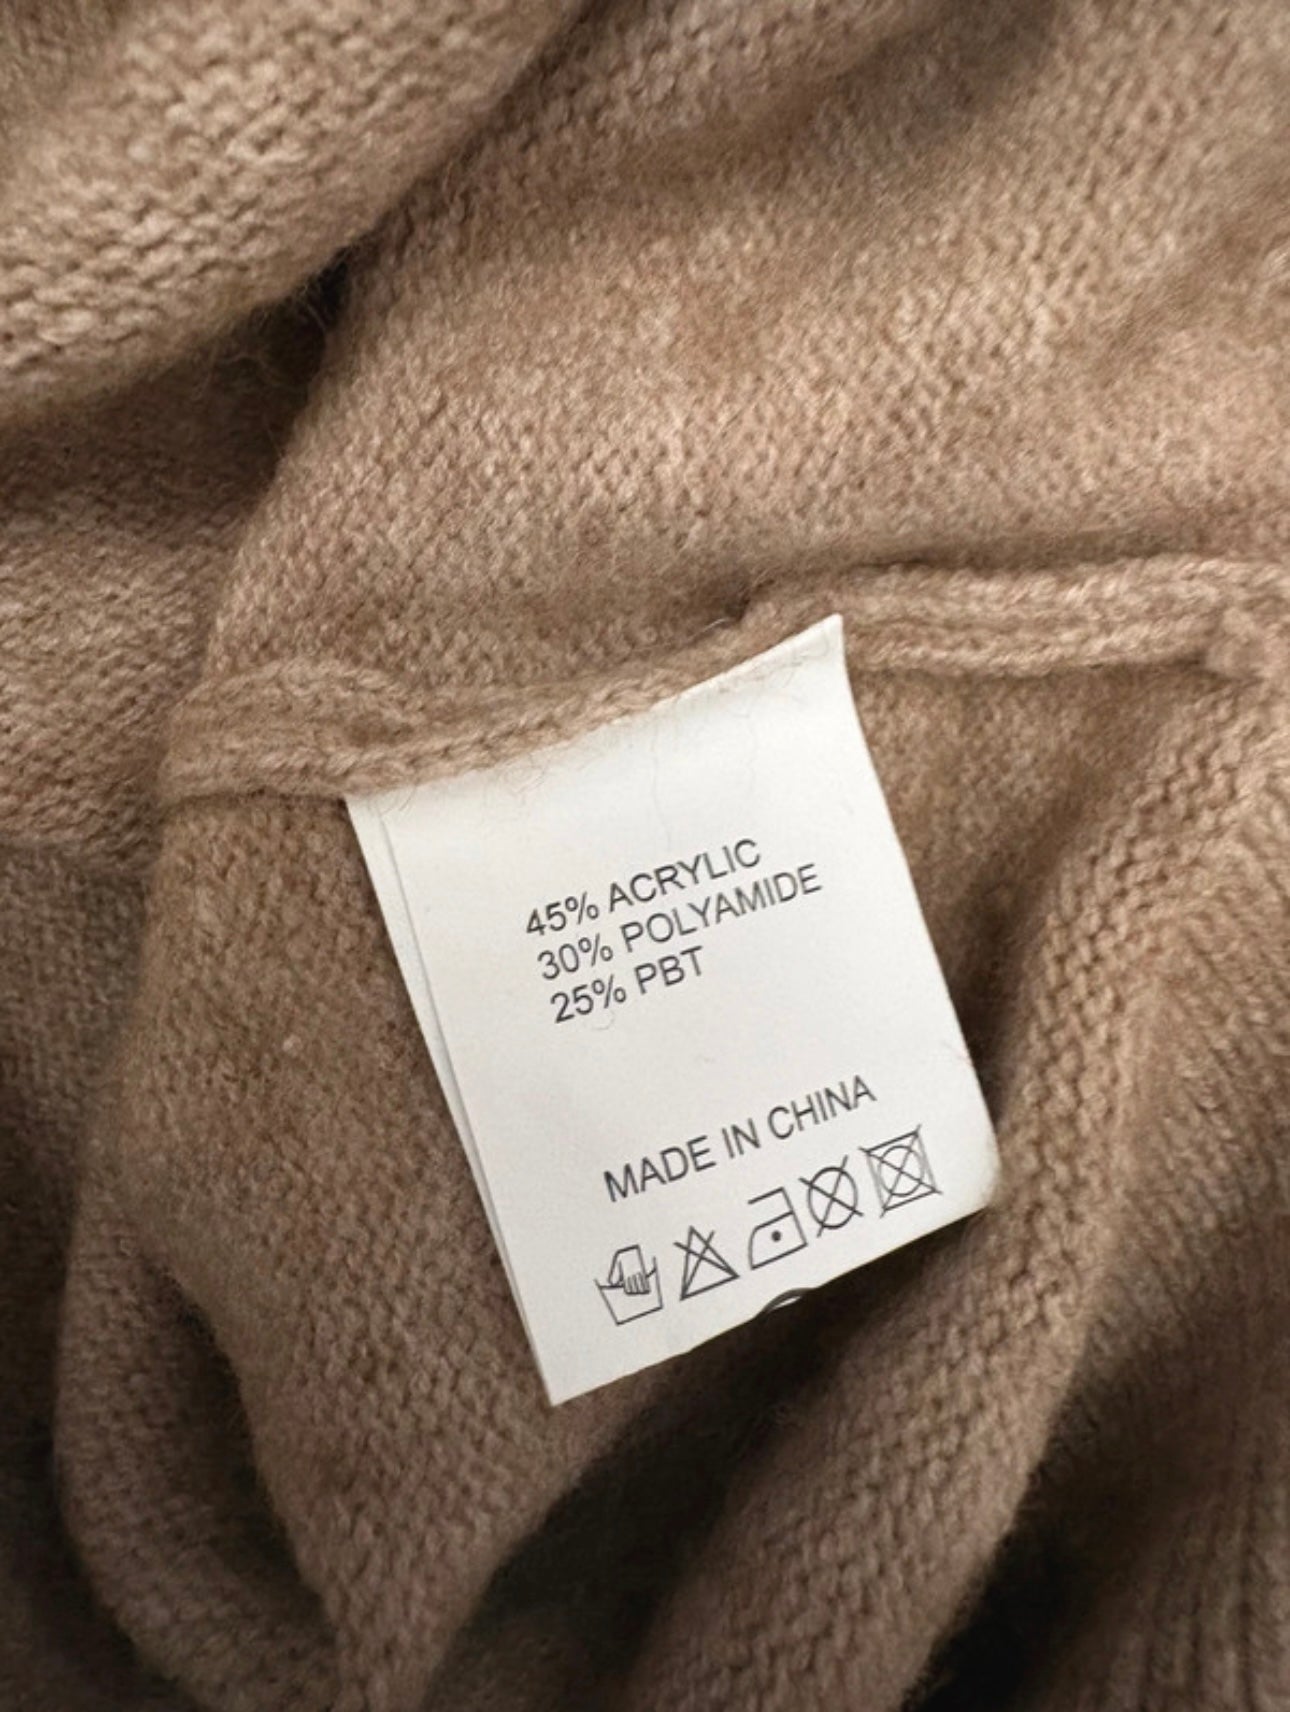 45% ACRYLIC
30% POLYAMIDE
25% PBT
MADE IN CHINA